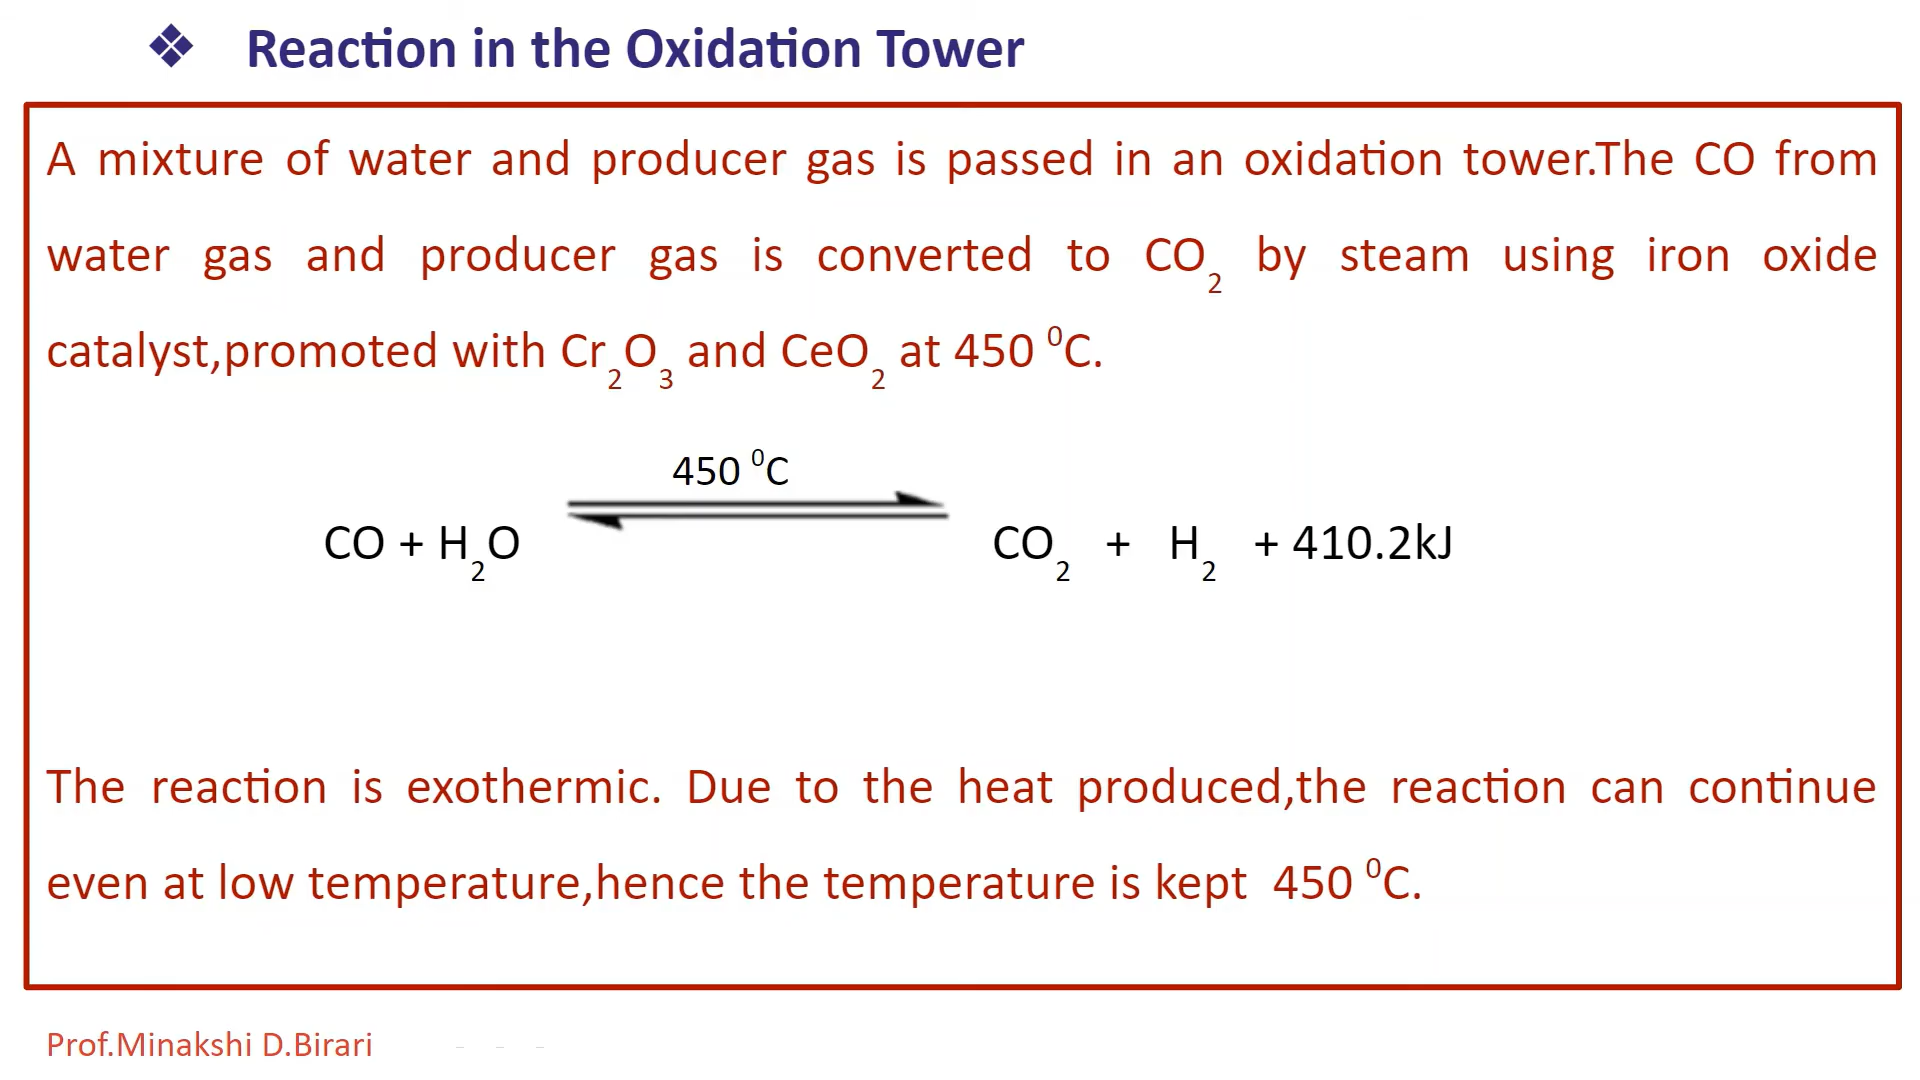 ❖ Reaction in the Oxidation Tower
A mixture of water and producer gas is passed in an oxidation tower.The CO from
water gas and producer gas is converted to CO₂ by steam using iron oxide
catalyst,promoted with Cr₂O₃ and CeO₂ at 450 ⁰C.
450 ⁰C
CO + H₂O ⇌ CO₂ + H₂ + 410.2kJ
The reaction is exothermic. Due to the heat produced,the reaction can continue
even at low temperature,hence the temperature is kept 450 ⁰C.
Prof.Minakshi D.Birari